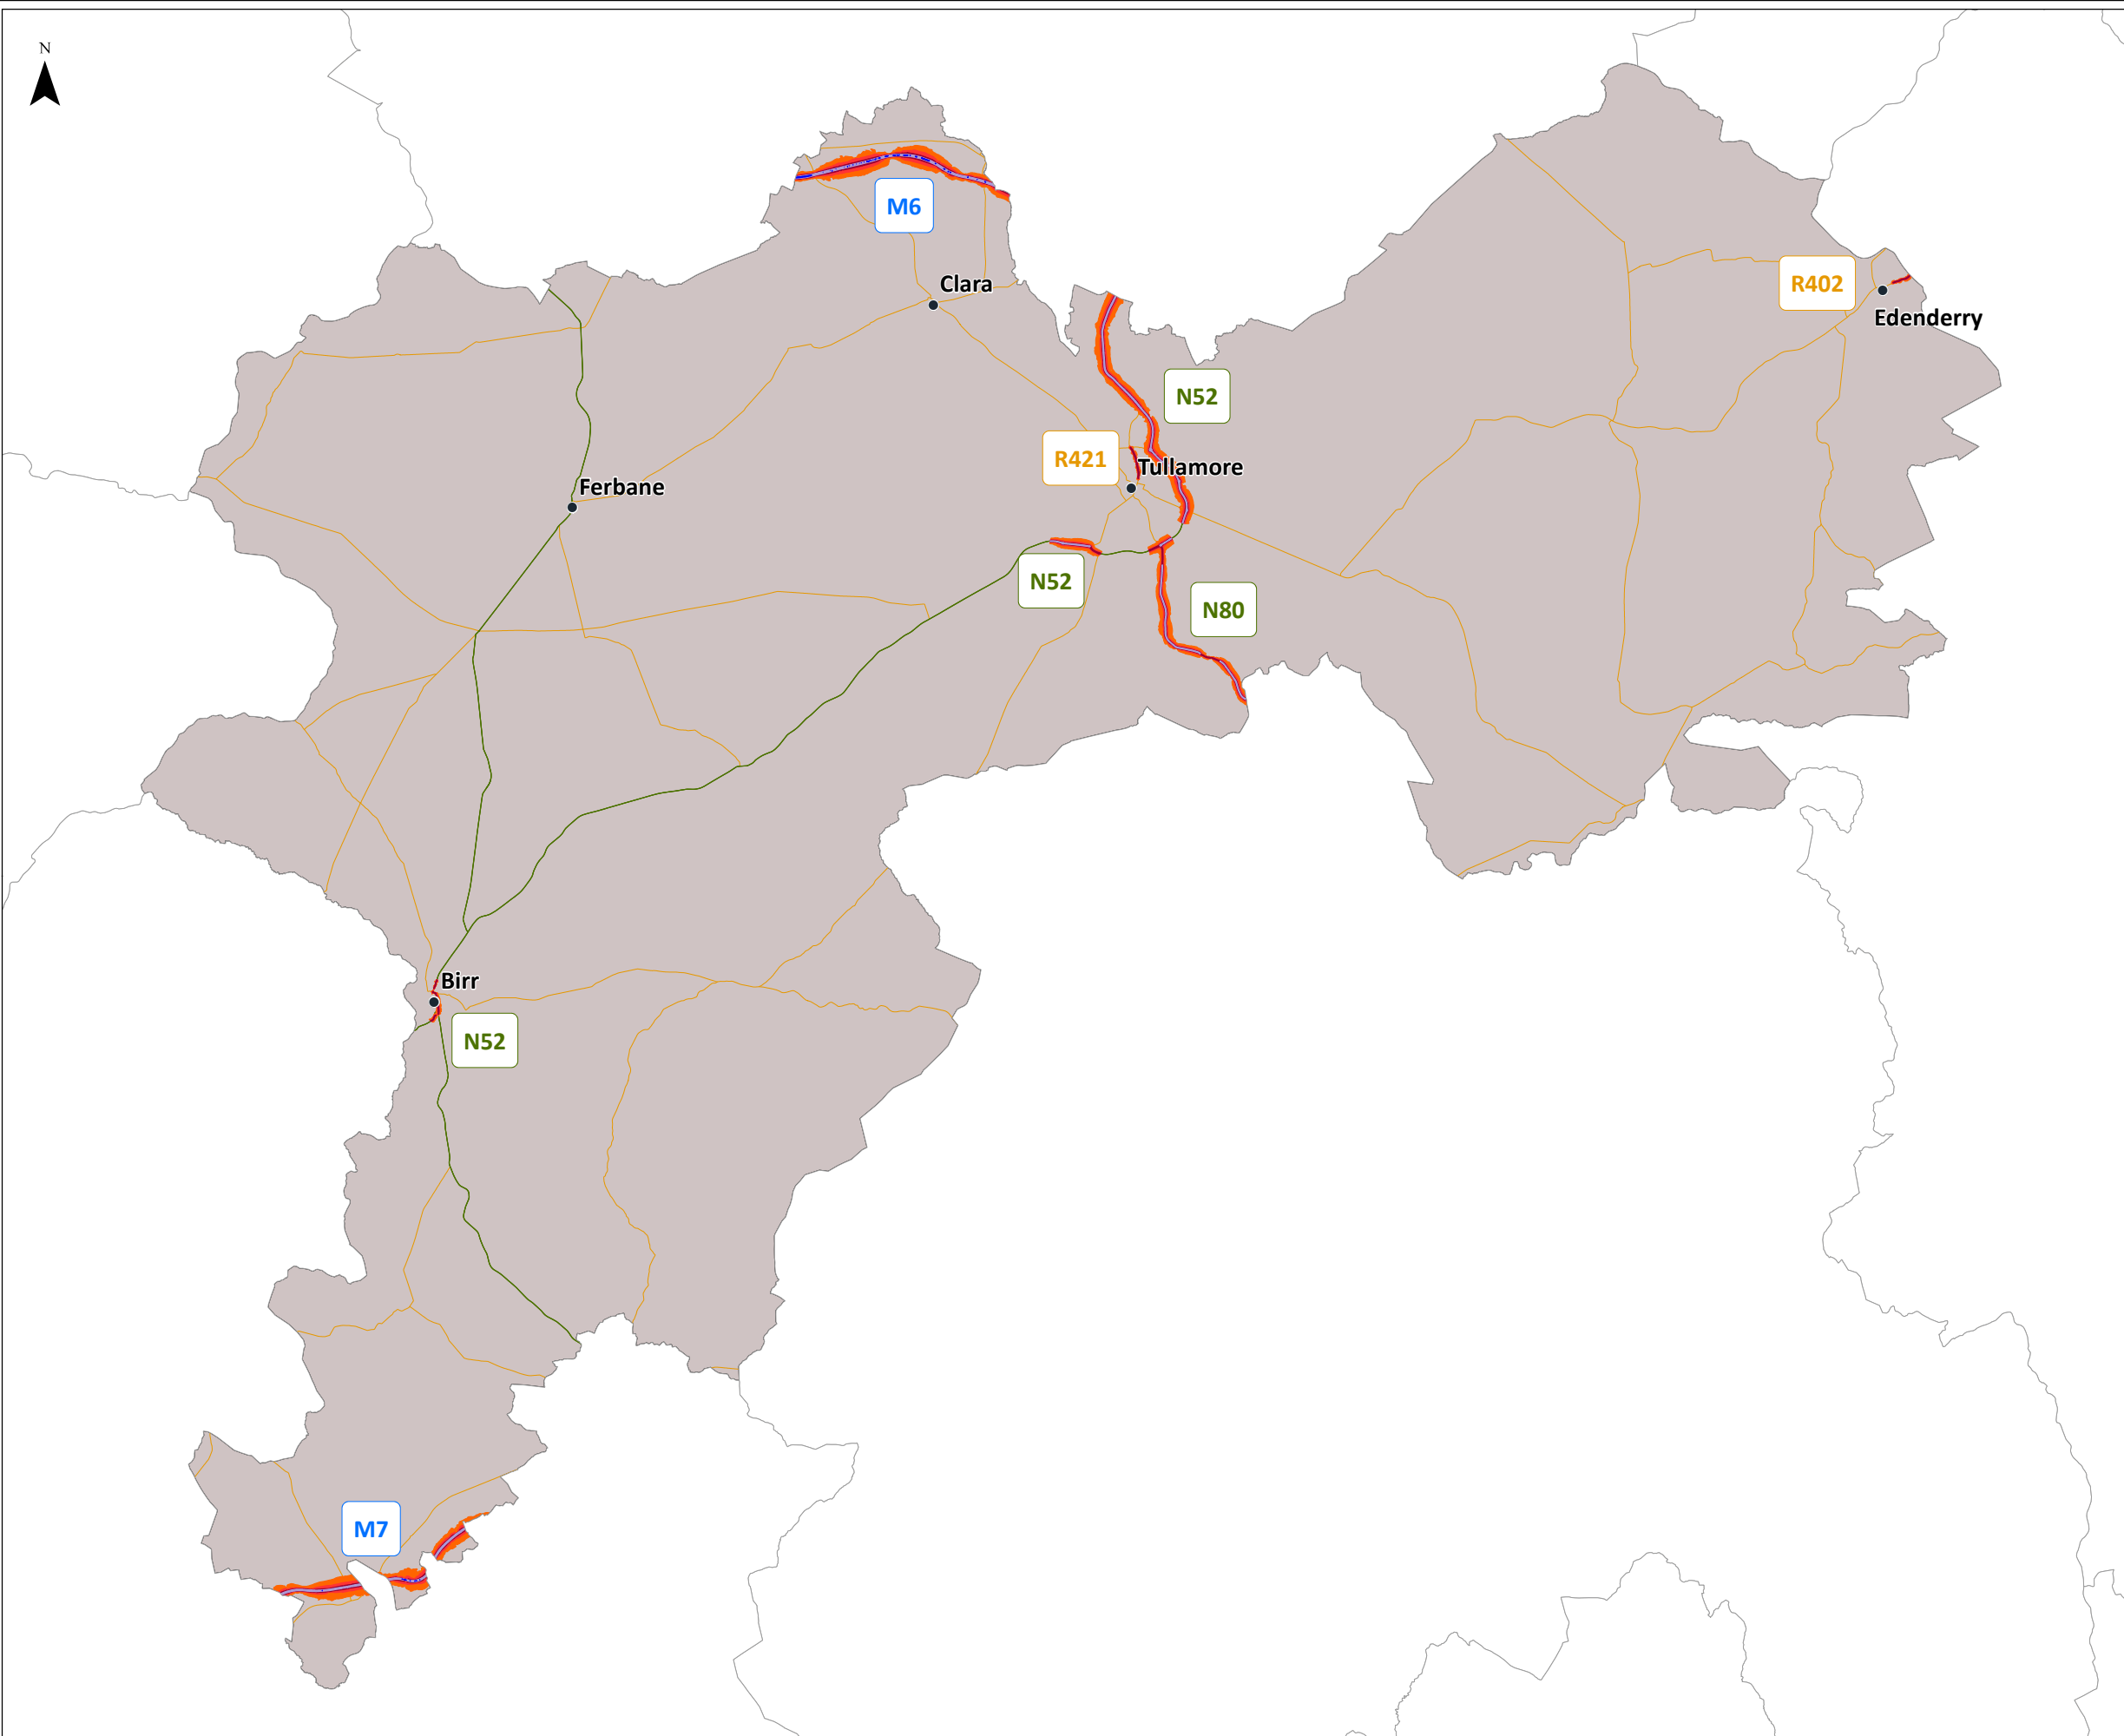 N
M6
Clara
R402
Edenderry
N52
R421
Tullamore
Ferbane
N52
N80
Birr
N52
M7